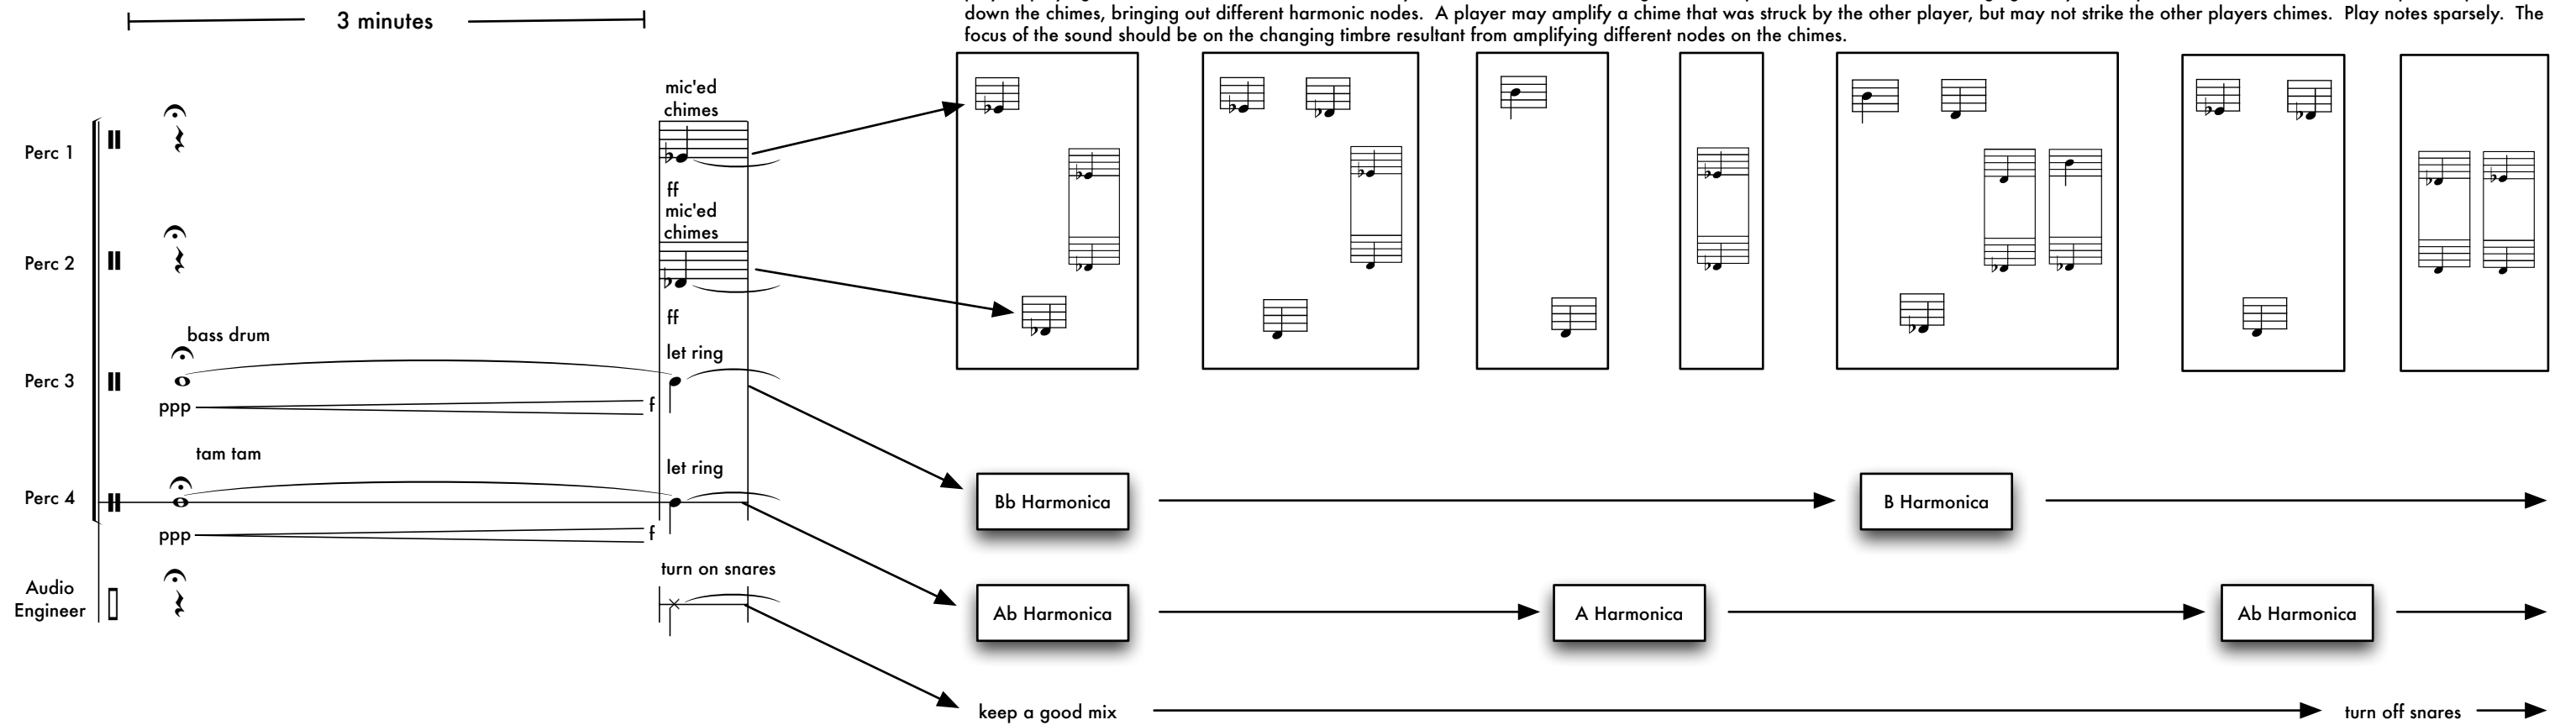 3 minutes
down the chimes, bringing out different harmonic nodes.  A player may amplify a chime that was struck by the other player, but may not strike the other players chimes.  Play notes sparsely.  The
focus of the sound should be on the changing timbre resultant from amplifying different nodes on the chimes.
mic'ed
chimes
Perc 1
ff
mic'ed
chimes
Perc 2
ff
bass drum
let ring
Perc 3
ppp
f
tam tam
let ring
Perc 4
Bb Harmonica
B Harmonica
ppp
f
turn on snares
Audio
Engineer
Ab Harmonica
A Harmonica
Ab Harmonica
keep a good mix
turn off snares